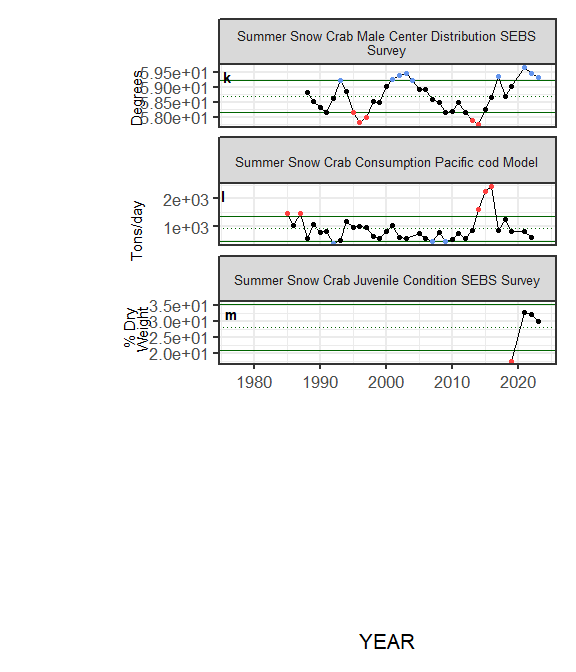 Summer Snow Crab Male Center Distribution SEBS
Survey
k
Degrees
5.95e+01
5.90e+01
5.85e+01
5.80e+01
Summer Snow Crab Consumption Pacific cod Model
l
Tons/day
2e+03
1e+03
Summer Snow Crab Juvenile Condition SEBS Survey
m
% Dry
Weight
3.5e+01
3.0e+01
2.5e+01
2.0e+01
1980 1990 2000 2010 2020
YEAR